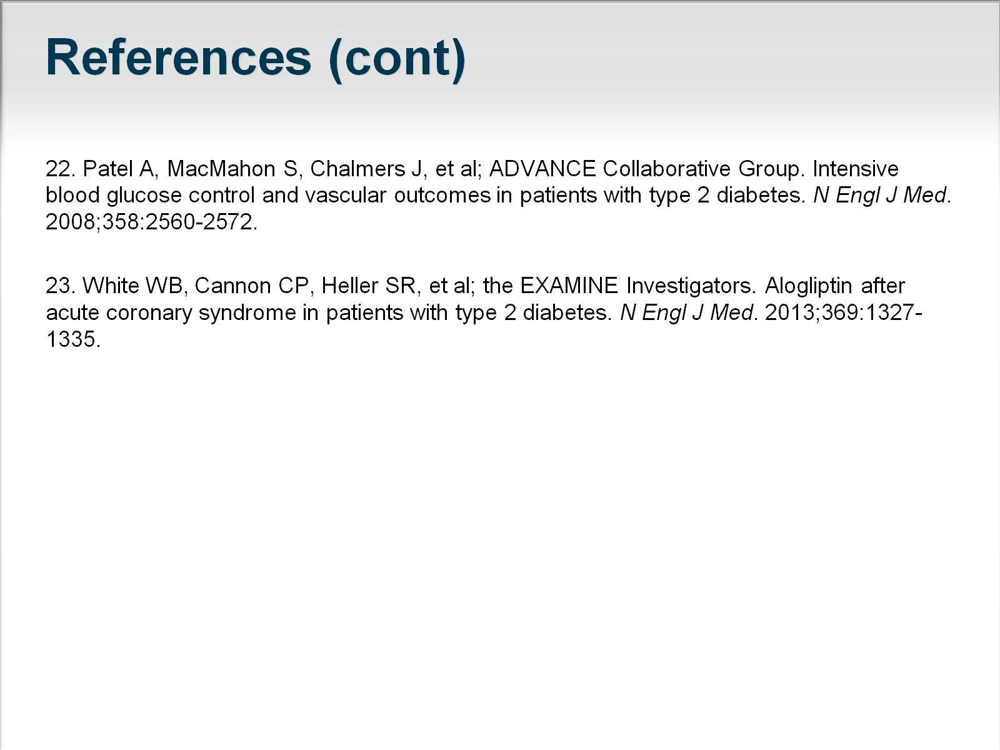 References (cont)
22. Patel A, MacMahon S, Chalmers J, et al; ADVANCE Collaborative Group. Intensive
blood glucose control and vascular outcomes in patients with type 2 diabetes. N Engl J Med.
2008;358:2560-2572.
23. White WB, Cannon CP, Heller SR, et al; the EXAMINE Investigators. Alogliptin after
acute coronary syndrome in patients with type 2 diabetes. N Engl J Med. 2013;369:1327-
1335.